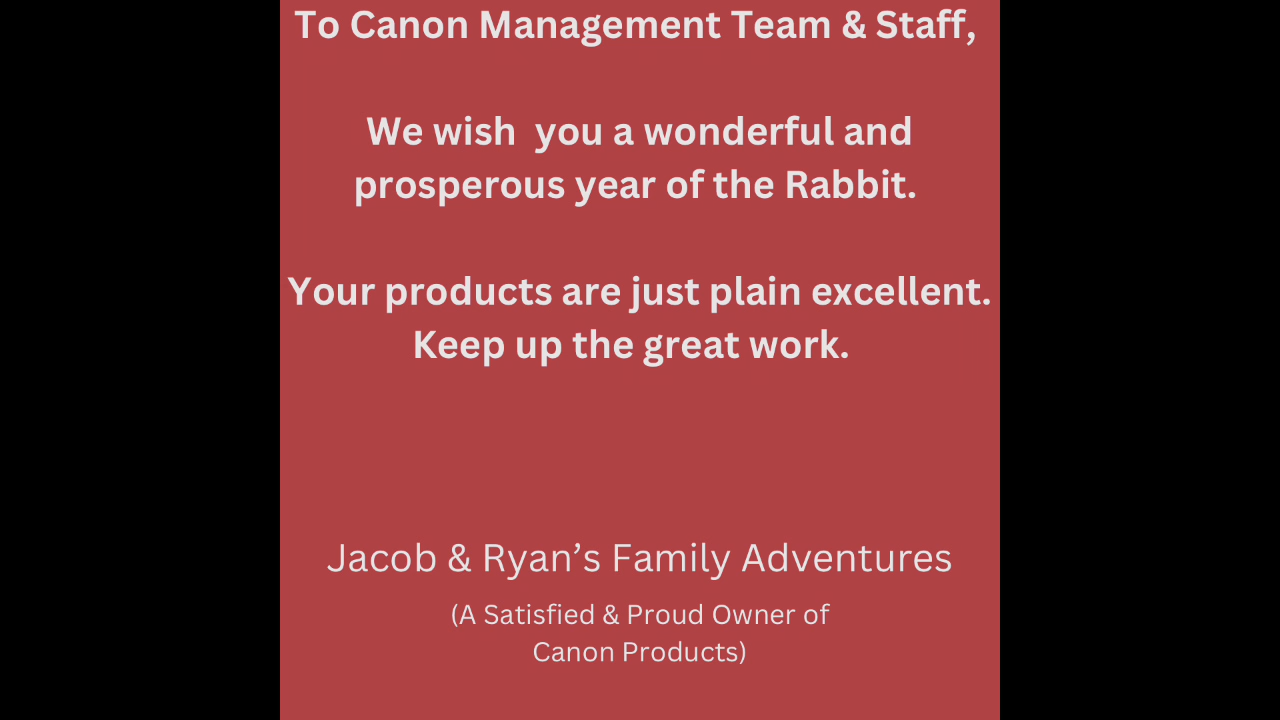 To Canon Management Team & Staff,
We wish  you a wonderful and
prosperous year of the Rabbit.
Your products are just plain excellent.
Keep up the great work.
Jacob & Ryan’s Family Adventures
(A Satisfied & Proud Owner of
Canon Products)